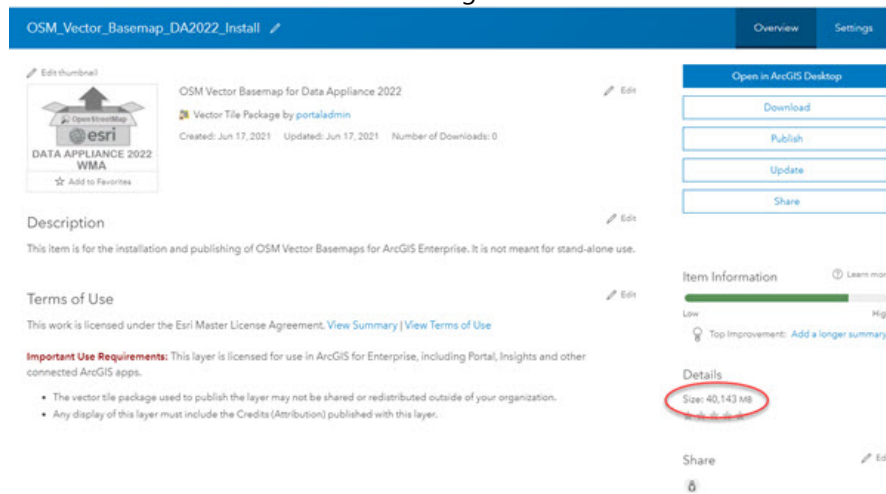 OSM_Vector_Basemap_DA2022_Install
Overview
Settings
Edit thumbnail
OpenStreetMap
esri
DATA APPLIANCE 2022
WMA
Add to Favorites
OSM Vector Basemap for Data Appliance 2022
Edit
Vector Tile Package by portaladmin
Created: Jun 17, 2021 Updated: Jun 17, 2021 Number of Downloads: 0
Open in ArcGIS Desktop
Download
Publish
Update
Share
Description
Edit
This item is for the installation and publishing of OSM Vector Basemaps for ArcGIS Enterprise. It is not meant for stand-alone use.
Terms of Use
Edit
This work is licensed under the Esri Master License Agreement. View Summary | View Terms of Use
Important Use Requirements: This layer is licensed for use in ArcGIS for Enterprise, including Portal, Insights and other
connected ArcGIS apps.
• The vector tile package used to publish the layer may not be shared or redistributed outside of your organization.
• Any display of this layer must include the Credits (Attribution) published with this layer.
Item Information
Learn mor
Low
Hig
Top Improvement: Add a longer summary
Details
Size: 40,143 MB
Share
Ed